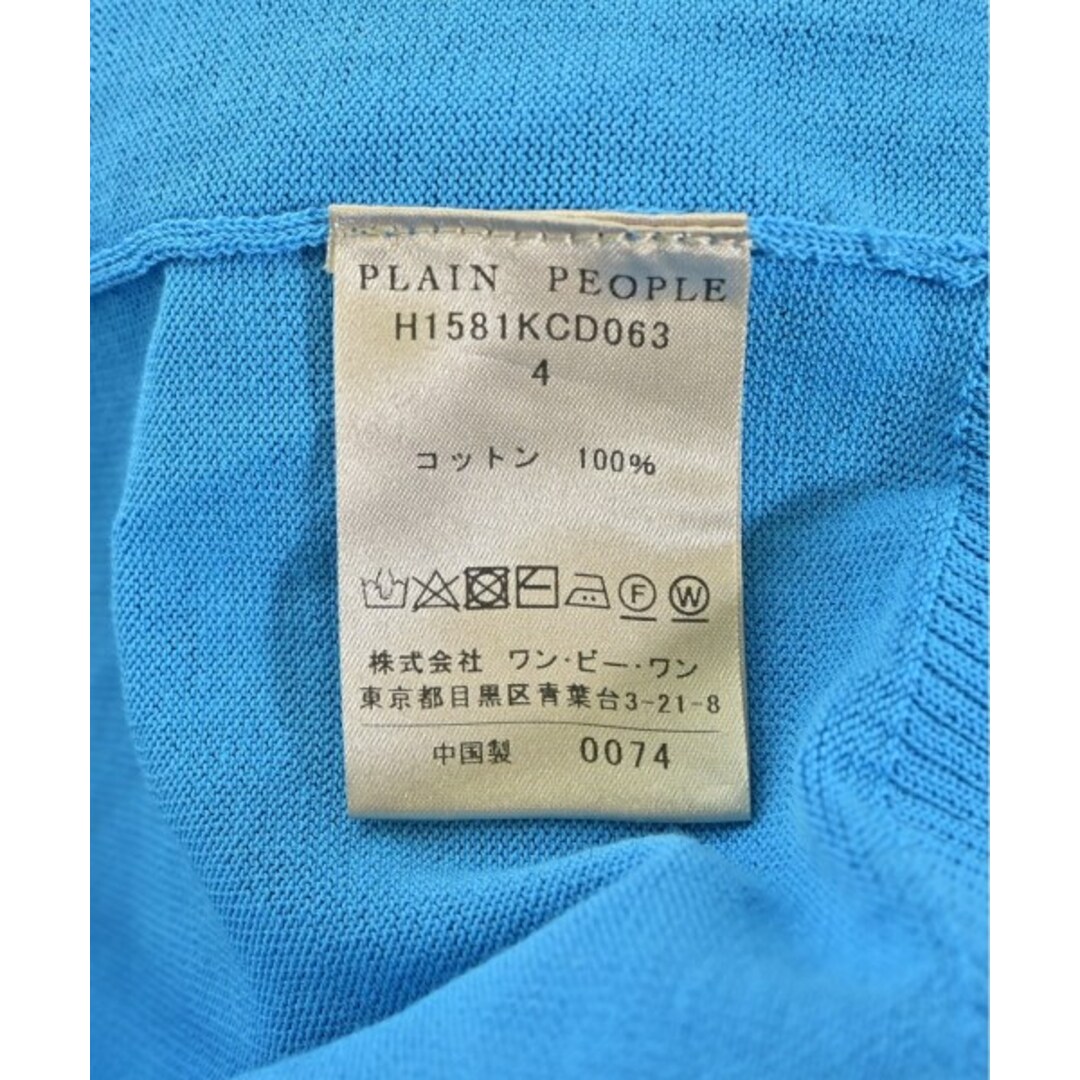 PLAIN PEOPLE
H1581KCD063
4
コットン 100%
F W
株式会社 ワン・ビー・ワン
東京都目黒区青葉台3-21-8
中国製 0074